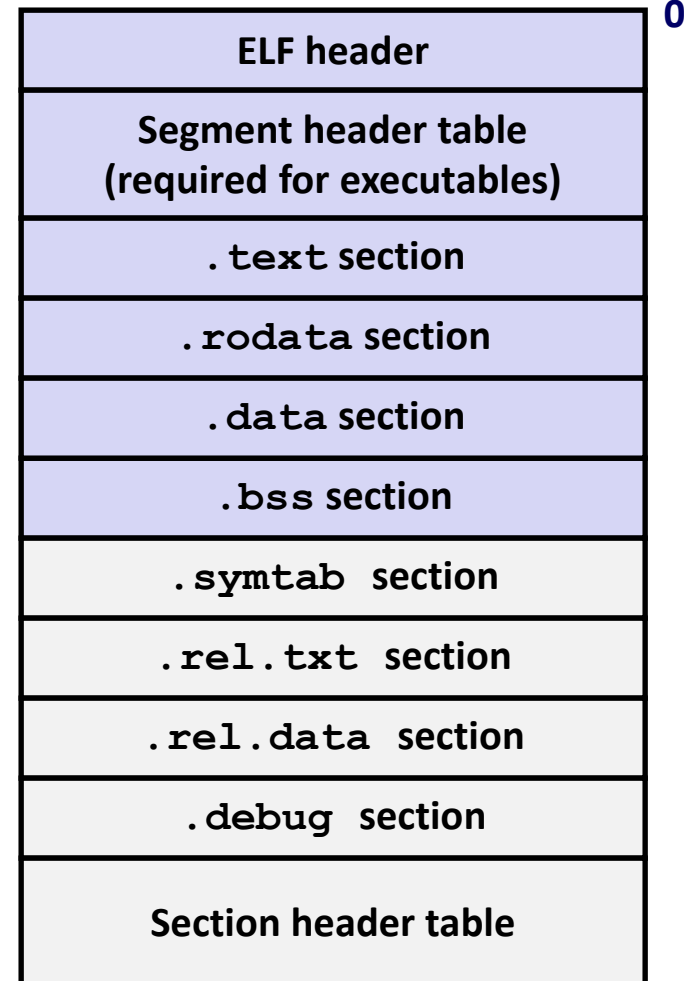 0
ELF header
Segment header table
(required for executables)
.text section
.rodata section
.data section
.bss section
.symtab section
.rel.txt section
.rel.data section
.debug section
Section header table